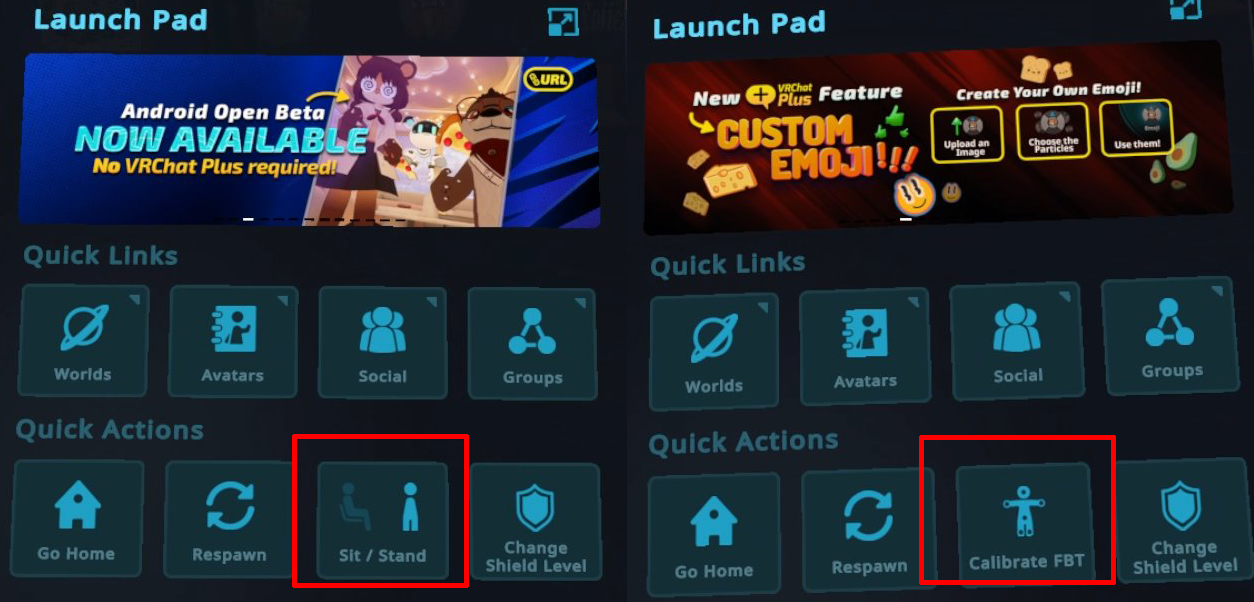 Launch Pad
URL
Android Open Beta
NOW AVAILABLE
No VRChat Plus required!
Quick Links
Worlds
Avatars
Social
Groups
Quick Actions
Go Home
Respawn
Sit / Stand
Change
Shield Level
Launch Pad
New VRChat Plus Feature
CUSTOM
EMOJI!!!
Create Your Own Emoji!
Upload an
Image
Choose the
Particles
Emoji
Use them!
Quick Links
Worlds
Avatars
Social
Groups
Quick Actions
Go Home
Respawn
Calibrate FBT
Change
Shield Level